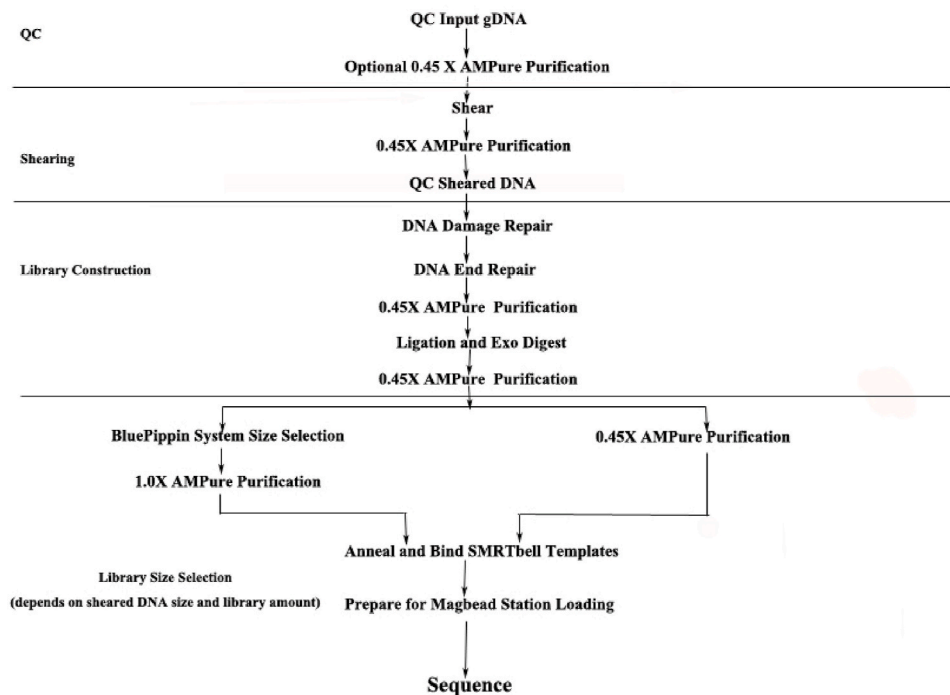 QC
QC Input gDNA
Optional 0.45 X AMPure Purification
Shear
0.45X AMPure Purification
Shearing
QC Sheared DNA
DNA Damage Repair
Library Construction
DNA End Repair
0.45X AMPure Purification
Ligation and Exo Digest
0.45X AMPure Purification
BluePippin System Size Selection
0.45X AMPure Purification
1.0X AMPure Purification
Anneal and Bind SMRTbell Templates
Library Size Selection
(depends on sheared DNA size and library amount)
Prepare for Magbead Station Loading
Sequence